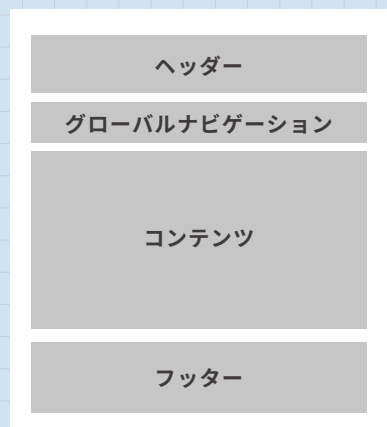 ヘッダー
グローバルナビゲーション
コンテンツ
フッター